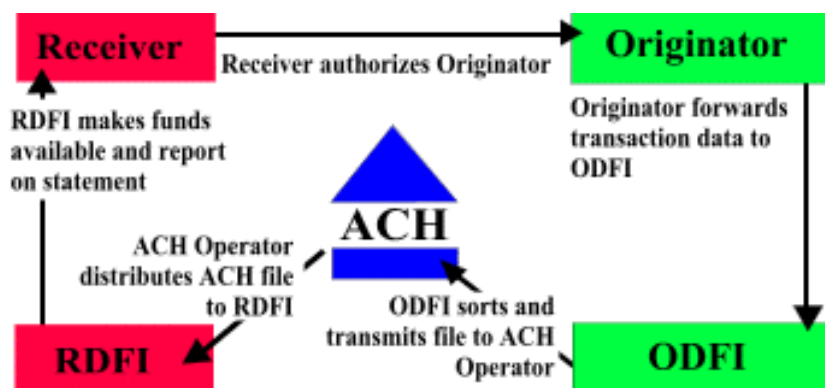 Receiver
Originator
Receiver authorizes Originator
Originator forwards
transaction data to
ODFI
RDFI makes funds
available and report
on statement
ACH
ACH Operator
distributes ACH file
to RDFI
ODFI sorts and
transmits file to ACH
Operator
RDFI
ODFI